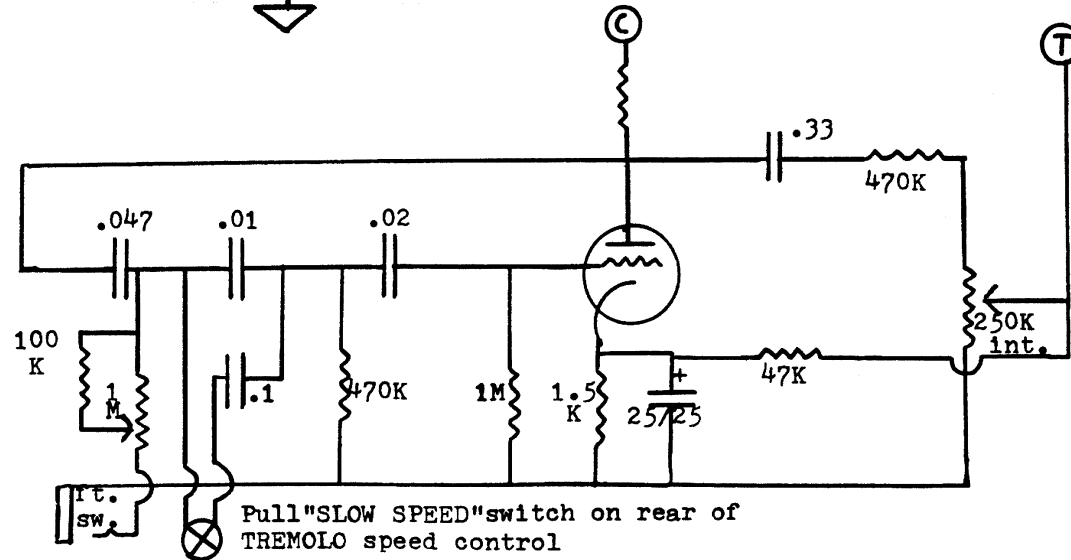 C
T
.33
470K
.047
.01
.02
250K
int.
100
K
1
M
.1
470K
1M
1.5
K
+
25/25
47K
ft.
sw.
Pull"SLOW SPEED"switch on rear of
TREMOLO speed control